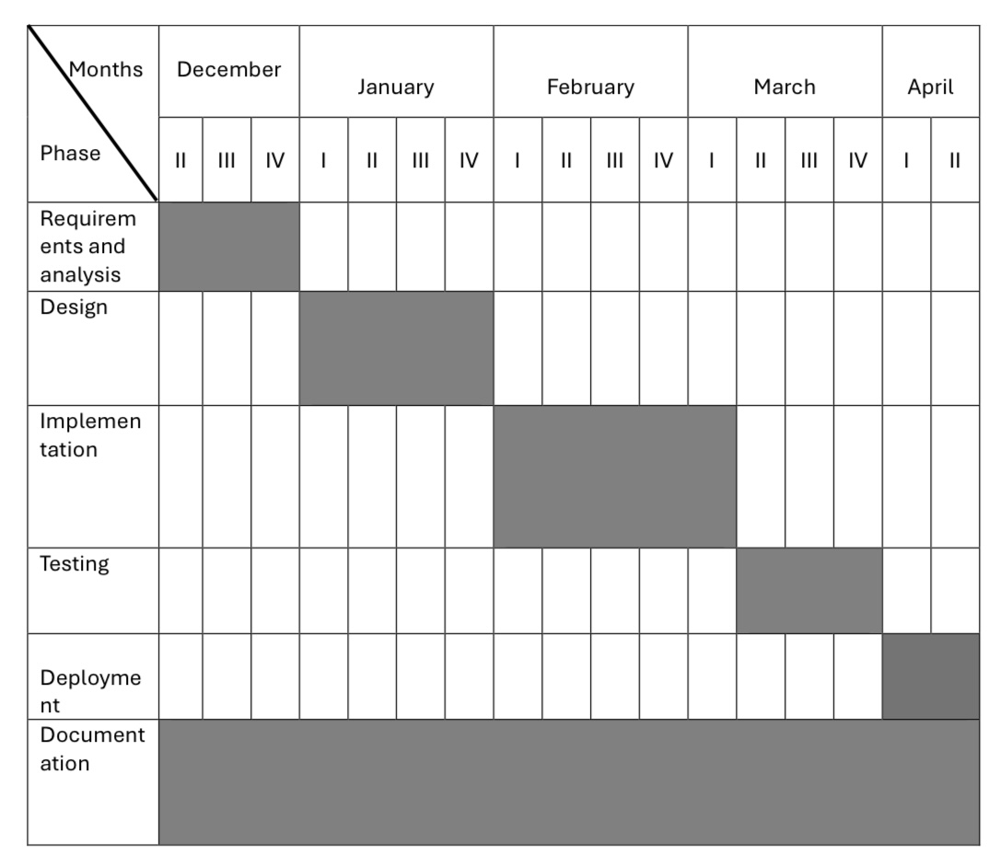 Months
December
January
February
March
April
Phase
II III IV I II III IV I II III IV I II III IV I II
Requirem
ents and
analysis
Design
Implemen
tation
Testing
Deployme
nt
Document
ation